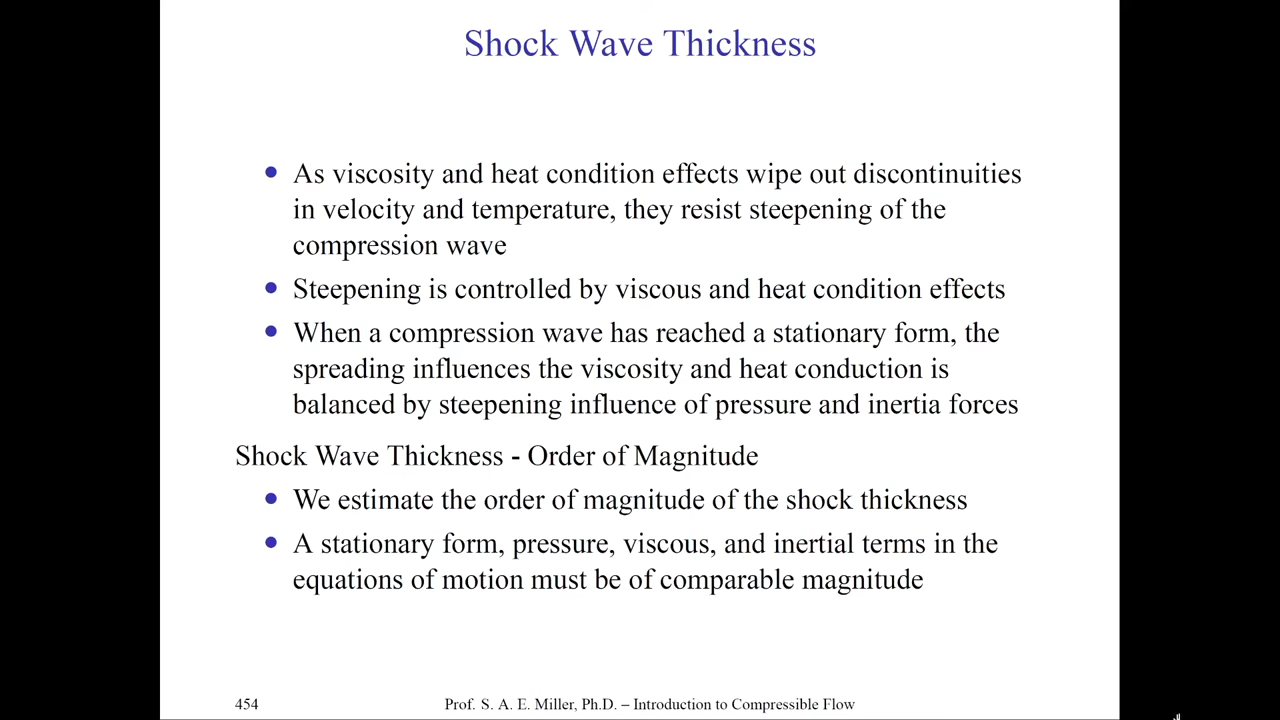 Shock Wave Thickness
As viscosity and heat condition effects wipe out discontinuities
in velocity and temperature, they resist steepening of the
compression wave
Steepening is controlled by viscous and heat condition effects
When a compression wave has reached a stationary form, the
spreading influences the viscosity and heat conduction is
balanced by steepening influence of pressure and inertia forces
Shock Wave Thickness - Order of Magnitude
We estimate the order of magnitude of the shock thickness
A stationary form, pressure, viscous, and inertial terms in the
equations of motion must be of comparable magnitude
454 Prof. S. A. E. Miller, Ph.D. – Introduction to Compressible Flow